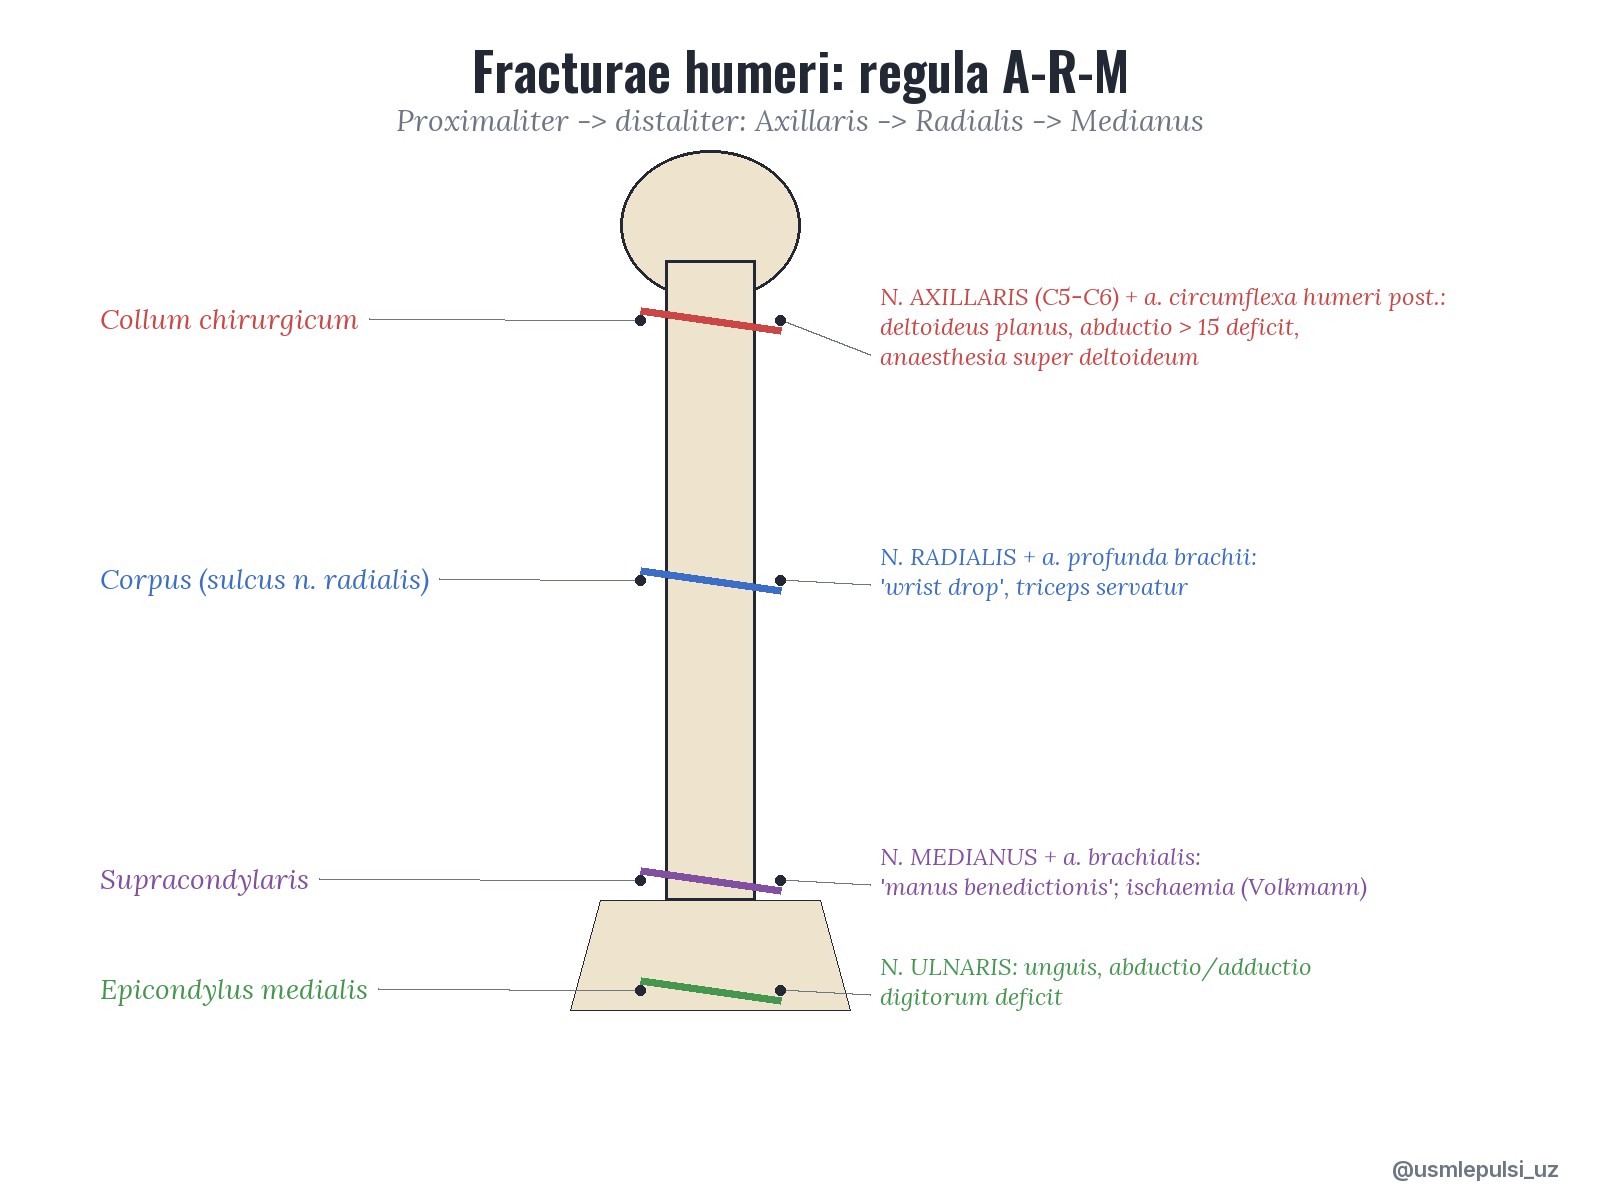 Fracturae humeri: regula A-R-M
Proximaliter -> distaliter: Axillaris -> Radialis -> Medianus
Collum chirurgicum
N. AXILLARIS (C5-C6) + a. circumflexa humeri post.:
deltoideus planus, abductio > 15 deficit,
anaesthesia super deltoideum
Corpus (sulcus n. radialis)
N. RADIALIS + a. profunda brachii:
'wrist drop', triceps servatur
Supracondylaris
N. MEDIANUS + a. brachialis:
'manus benedictionis'; ischaemia (Volkmann)
Epicondylus medialis
N. ULNARIS: unguis, abductio/adductio
digitorum deficit
@usmlepulsi_uz